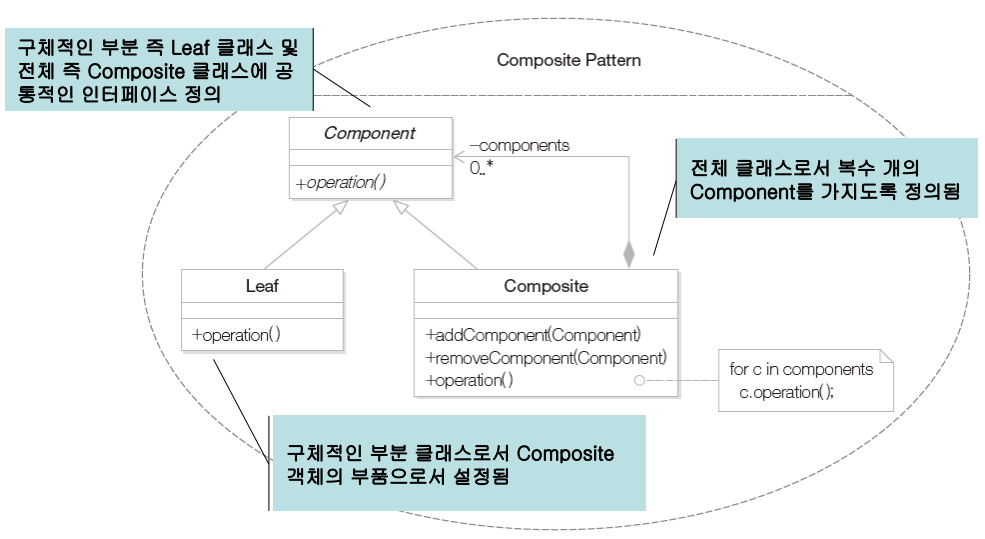 구체적인 부분 즉 Leaf 클래스 및
전체 즉 Composite 클래스에 공
통적인 인터페이스 정의
Composite Pattern
Component
+operation()
-components
0..*
전체 클래스로서 복수 개의
Component를 가지도록 정의됨
Leaf
+operation()
Composite
+addComponent(Component)
+removeComponent(Component)
+operation()
for c in components
c.operation();
구체적인 부분 클래스로서 Composite
객체의 부품으로서 설정됨